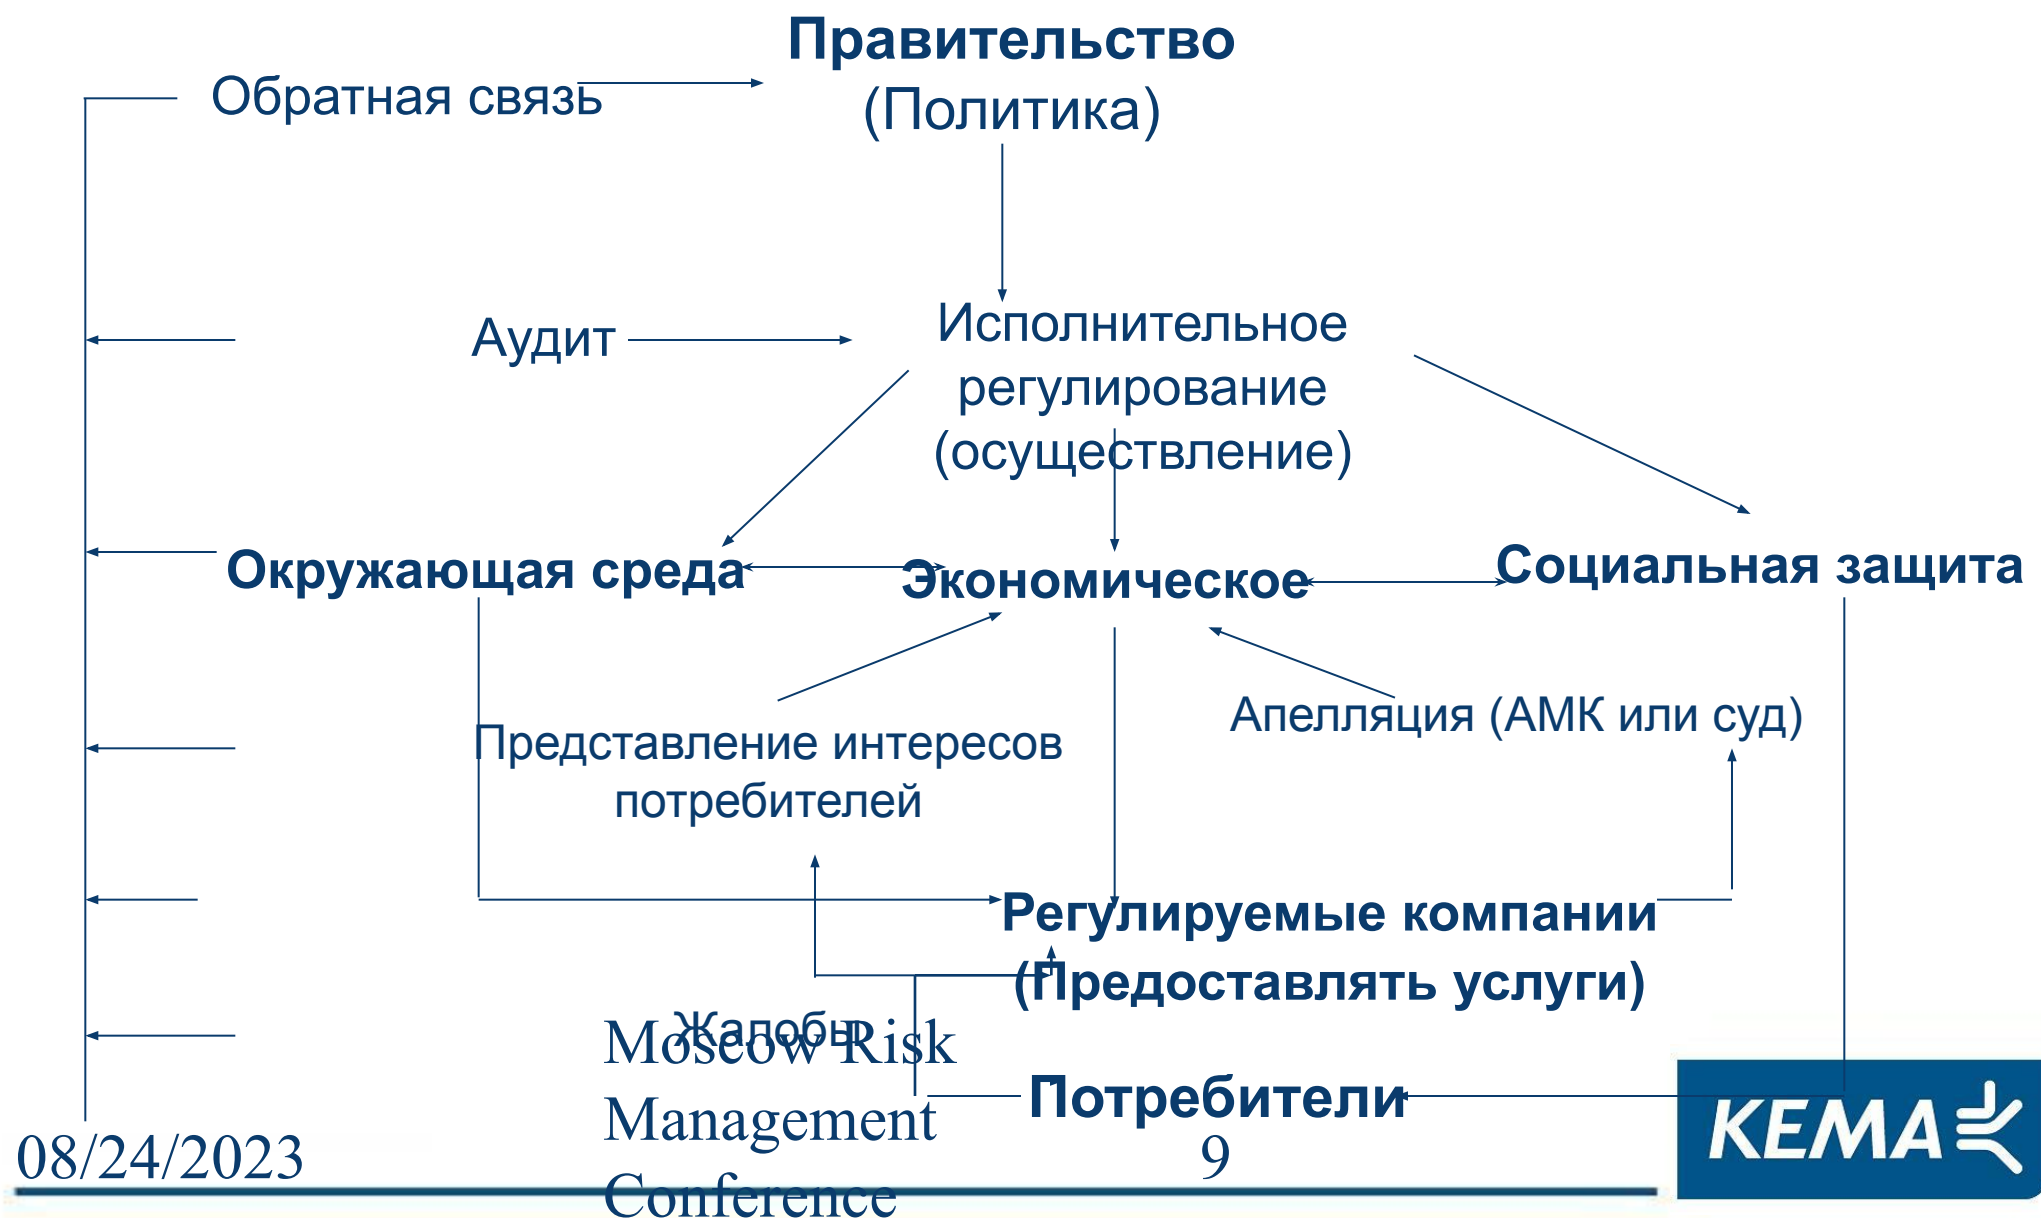 Правительство
(Политика)
Обратная связь
Аудит
Исполнительное
регулирование
(осуществление)
Окружающая среда
Экономическое
Социальная защита
Представление интересов
потребителей
Апелляция (АМК или суд)
Регулируемые компании
(Предоставлять услуги)
Жалобы
Потребители
08/24/2023
Moscow Risk
Management
Conference
9
KEMA